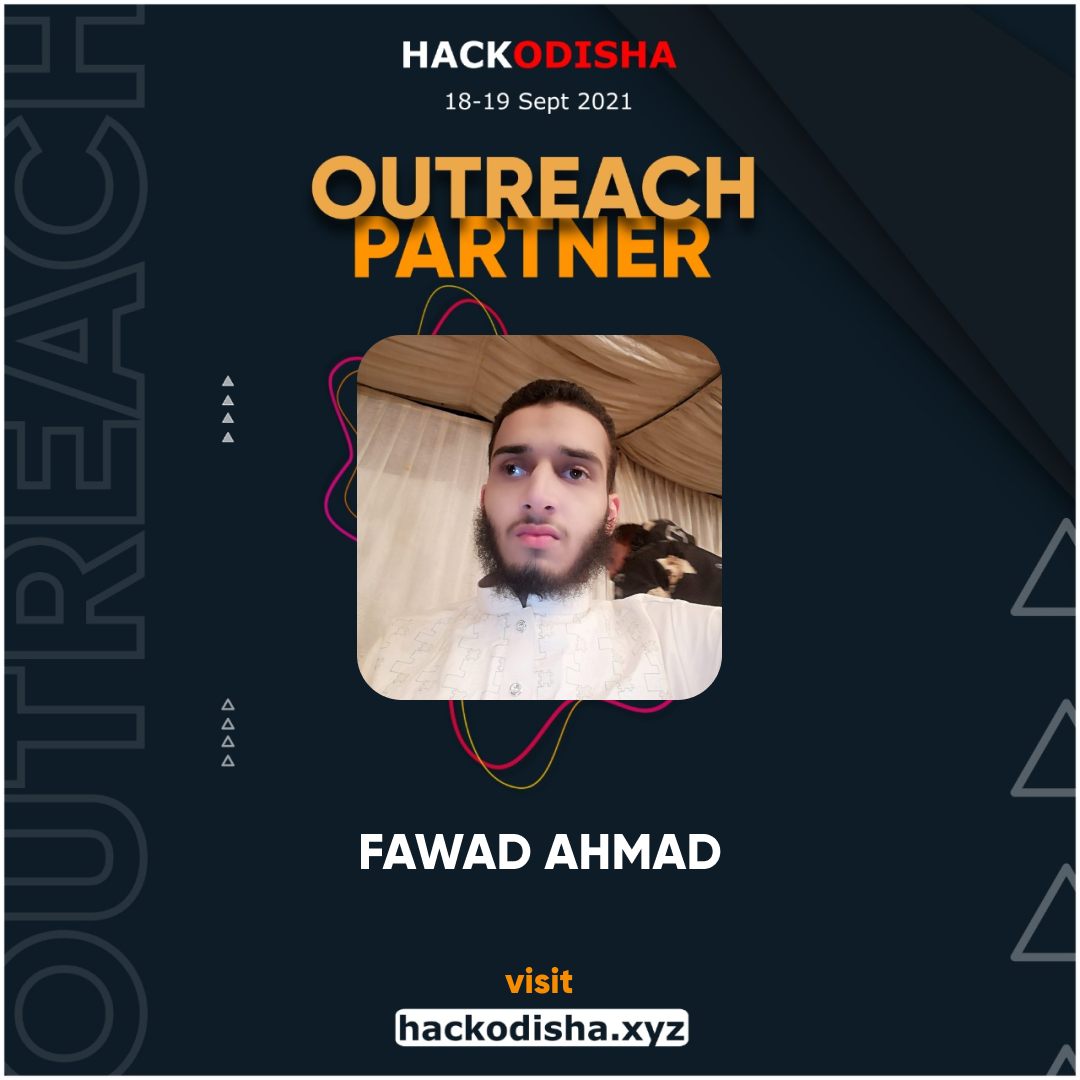 HACKODISHA
18-19 Sept 2021
OUTREACH
PARTNER
OUTREACH
FAWAD AHMAD
visit
hackodisha.xyz